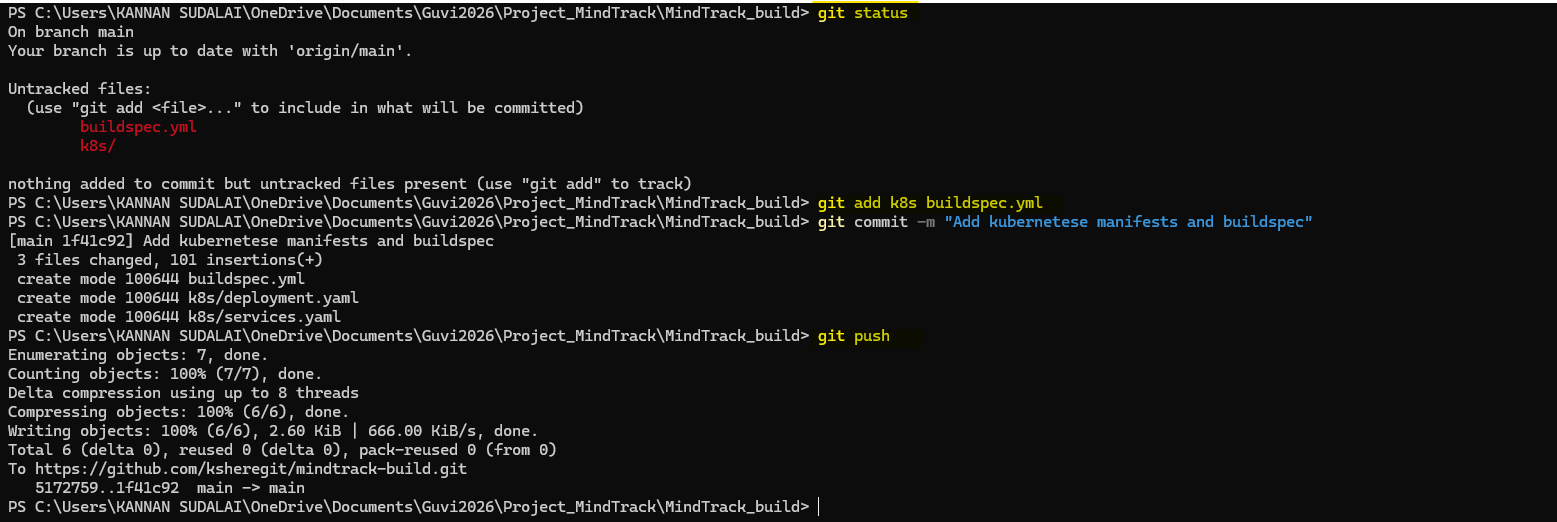 PS C:\Users\KANNAN SUDALAI\OneDrive\Documents\Guvi2026\Project_MindTrack\MindTrack_build> git status
On branch main
Your branch is up to date with 'origin/main'.
Untracked files:
(use "git add <file>..." to include in what will be committed)
buildspec.yml
k8s/
nothing added to commit but untracked files present (use "git add" to track)
PS C:\Users\KANNAN SUDALAI\OneDrive\Documents\Guvi2026\Project_MindTrack\MindTrack_build> git add k8s buildspec.yml
PS C:\Users\KANNAN SUDALAI\OneDrive\Documents\Guvi2026\Project_MindTrack\MindTrack_build> git commit -m "Add kubernetese manifests and buildspec"
[main 1f41c92] Add kubernetese manifests and buildspec
3 files changed, 101 insertions(+)
create mode 100644 buildspec.yml
create mode 100644 k8s/deployment.yaml
create mode 100644 k8s/services.yaml
PS C:\Users\KANNAN SUDALAI\OneDrive\Documents\Guvi2026\Project_MindTrack\MindTrack_build> git push
Enumerating objects: 7, done.
Counting objects: 100% (7/7), done.
Delta compression using up to 8 threads
Compressing objects: 100% (6/6), done.
Writing objects: 100% (6/6), 2.60 KiB | 666.00 KiB/s, done.
Total 6 (delta 0), reused 0 (delta 0), pack-reused 0 (from 0)
To https://github.com/ksheregit/mindtrack-build.git
5172759..1f41c92  main -> main
PS C:\Users\KANNAN SUDALAI\OneDrive\Documents\Guvi2026\Project_MindTrack\MindTrack_build>